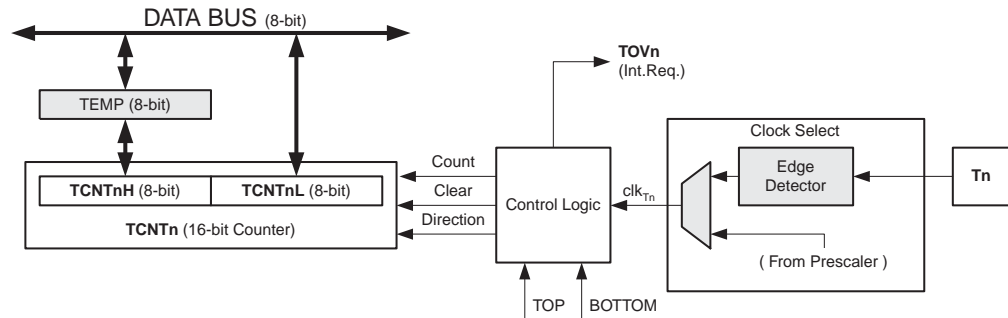 DATA BUS (8-bit)
TEMP (8-bit)
TCNTnH (8-bit)
TCNTnL (8-bit)
TCNTn (16-bit Counter)
Count
Clear
Direction
Control Logic
TOVn
(Int.Req.)
TOP
BOTTOM
clkTn
Clock Select
Edge
Detector
( From Prescaler )
Tn